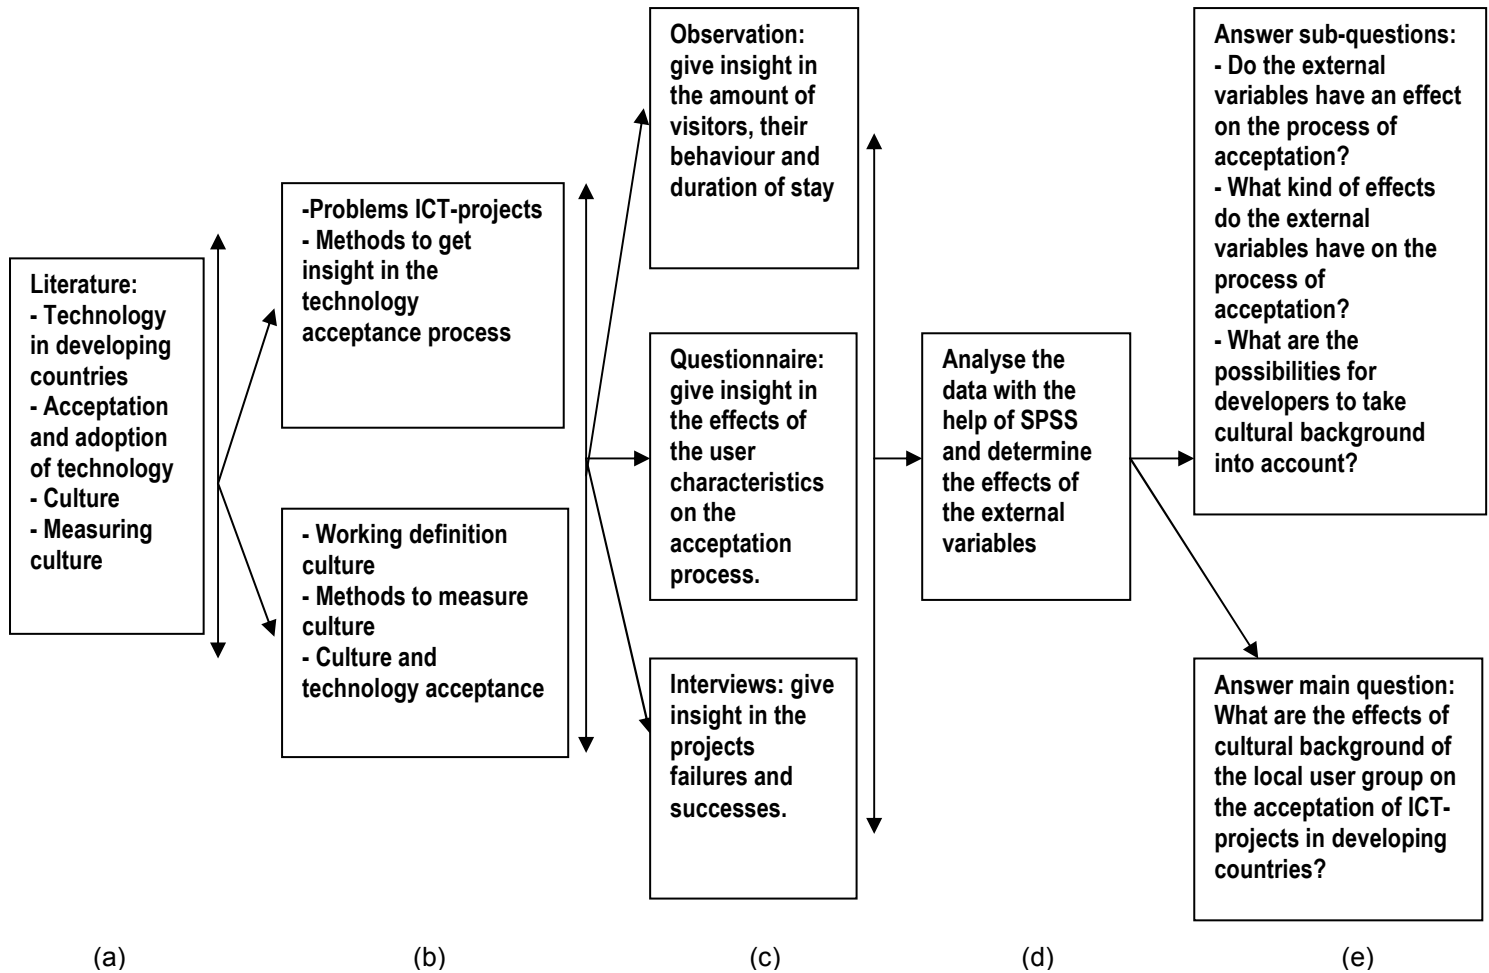 Literature:
- Technology
in developing
countries
- Acceptation
and adoption
of technology
- Culture
- Measuring
culture
-Problems ICT-projects
- Methods to get
insight in the
technology
acceptance process
- Working definition
culture
- Methods to measure
culture
- Culture and
technology acceptance
Observation:
give insight in
the amount of
visitors, their
behaviour and
duration of stay
Questionnaire:
give insight in
the effects of
the user
characteristics
on the
acceptation
process.
Interviews: give
insight in the
projects
failures and
successes.
Analyse the
data with the
help of SPSS
and determine
the effects of
the external
variables
Answer sub-questions:
- Do the external
variables have an effect
on the process of
acceptation?
- What kind of effects
do the external
variables have on the
process of
acceptation?
- What are the
possibilities for
developers to take
cultural background
into account?
Answer main question:
What are the effects of
cultural background of
the local user group on
the acceptation of ICT-
projects in developing
countries?
(a) (b) (c) (d) (e)